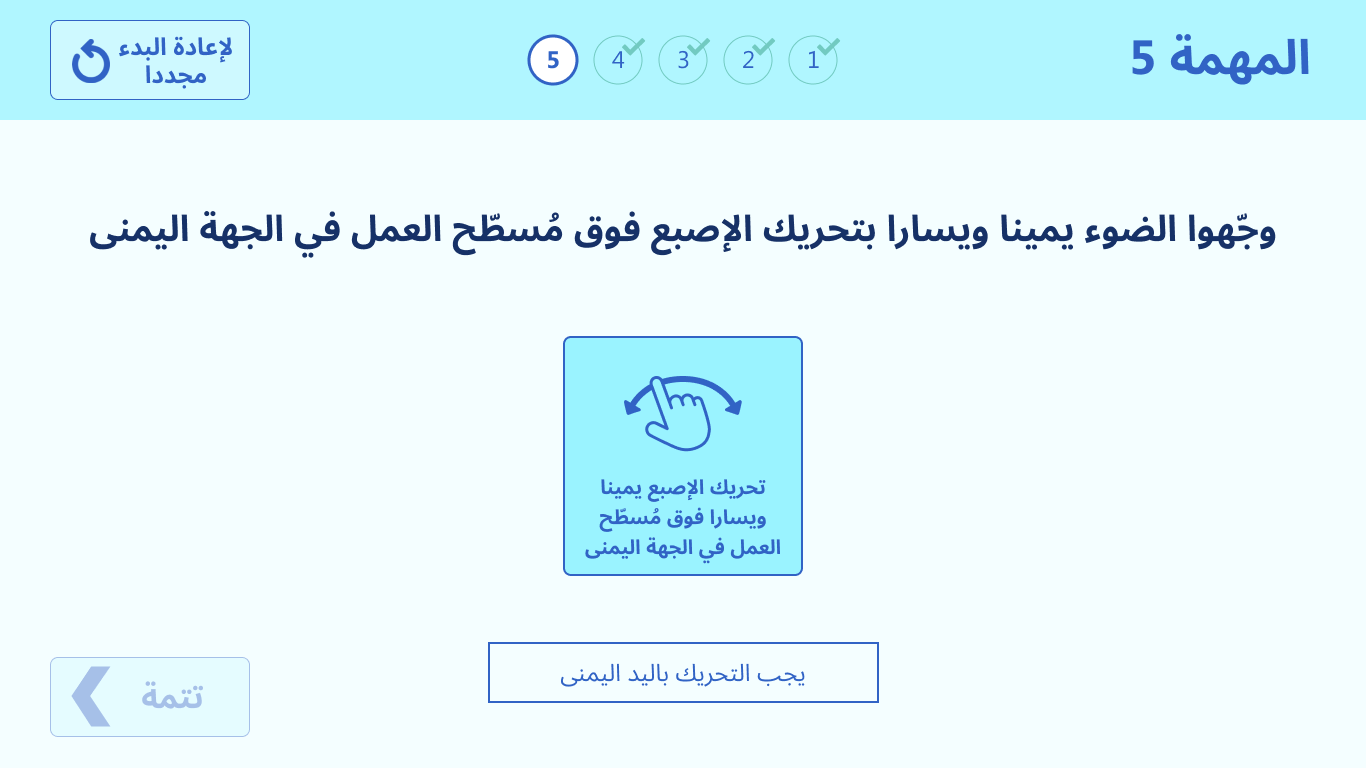 المهمة 5
1
2
3
4
5
لإعادة البدء
مجددا
وجّهوا الضوء يمينا ويسارا بتحريك الإصبع فوق مُسطّح العمل في الجهة اليمنى
تحريك الإصبع يمينا
ويسارا فوق مُسطّح
العمل في الجهة اليمنى
يجب التحريك باليد اليمنى
تتمة